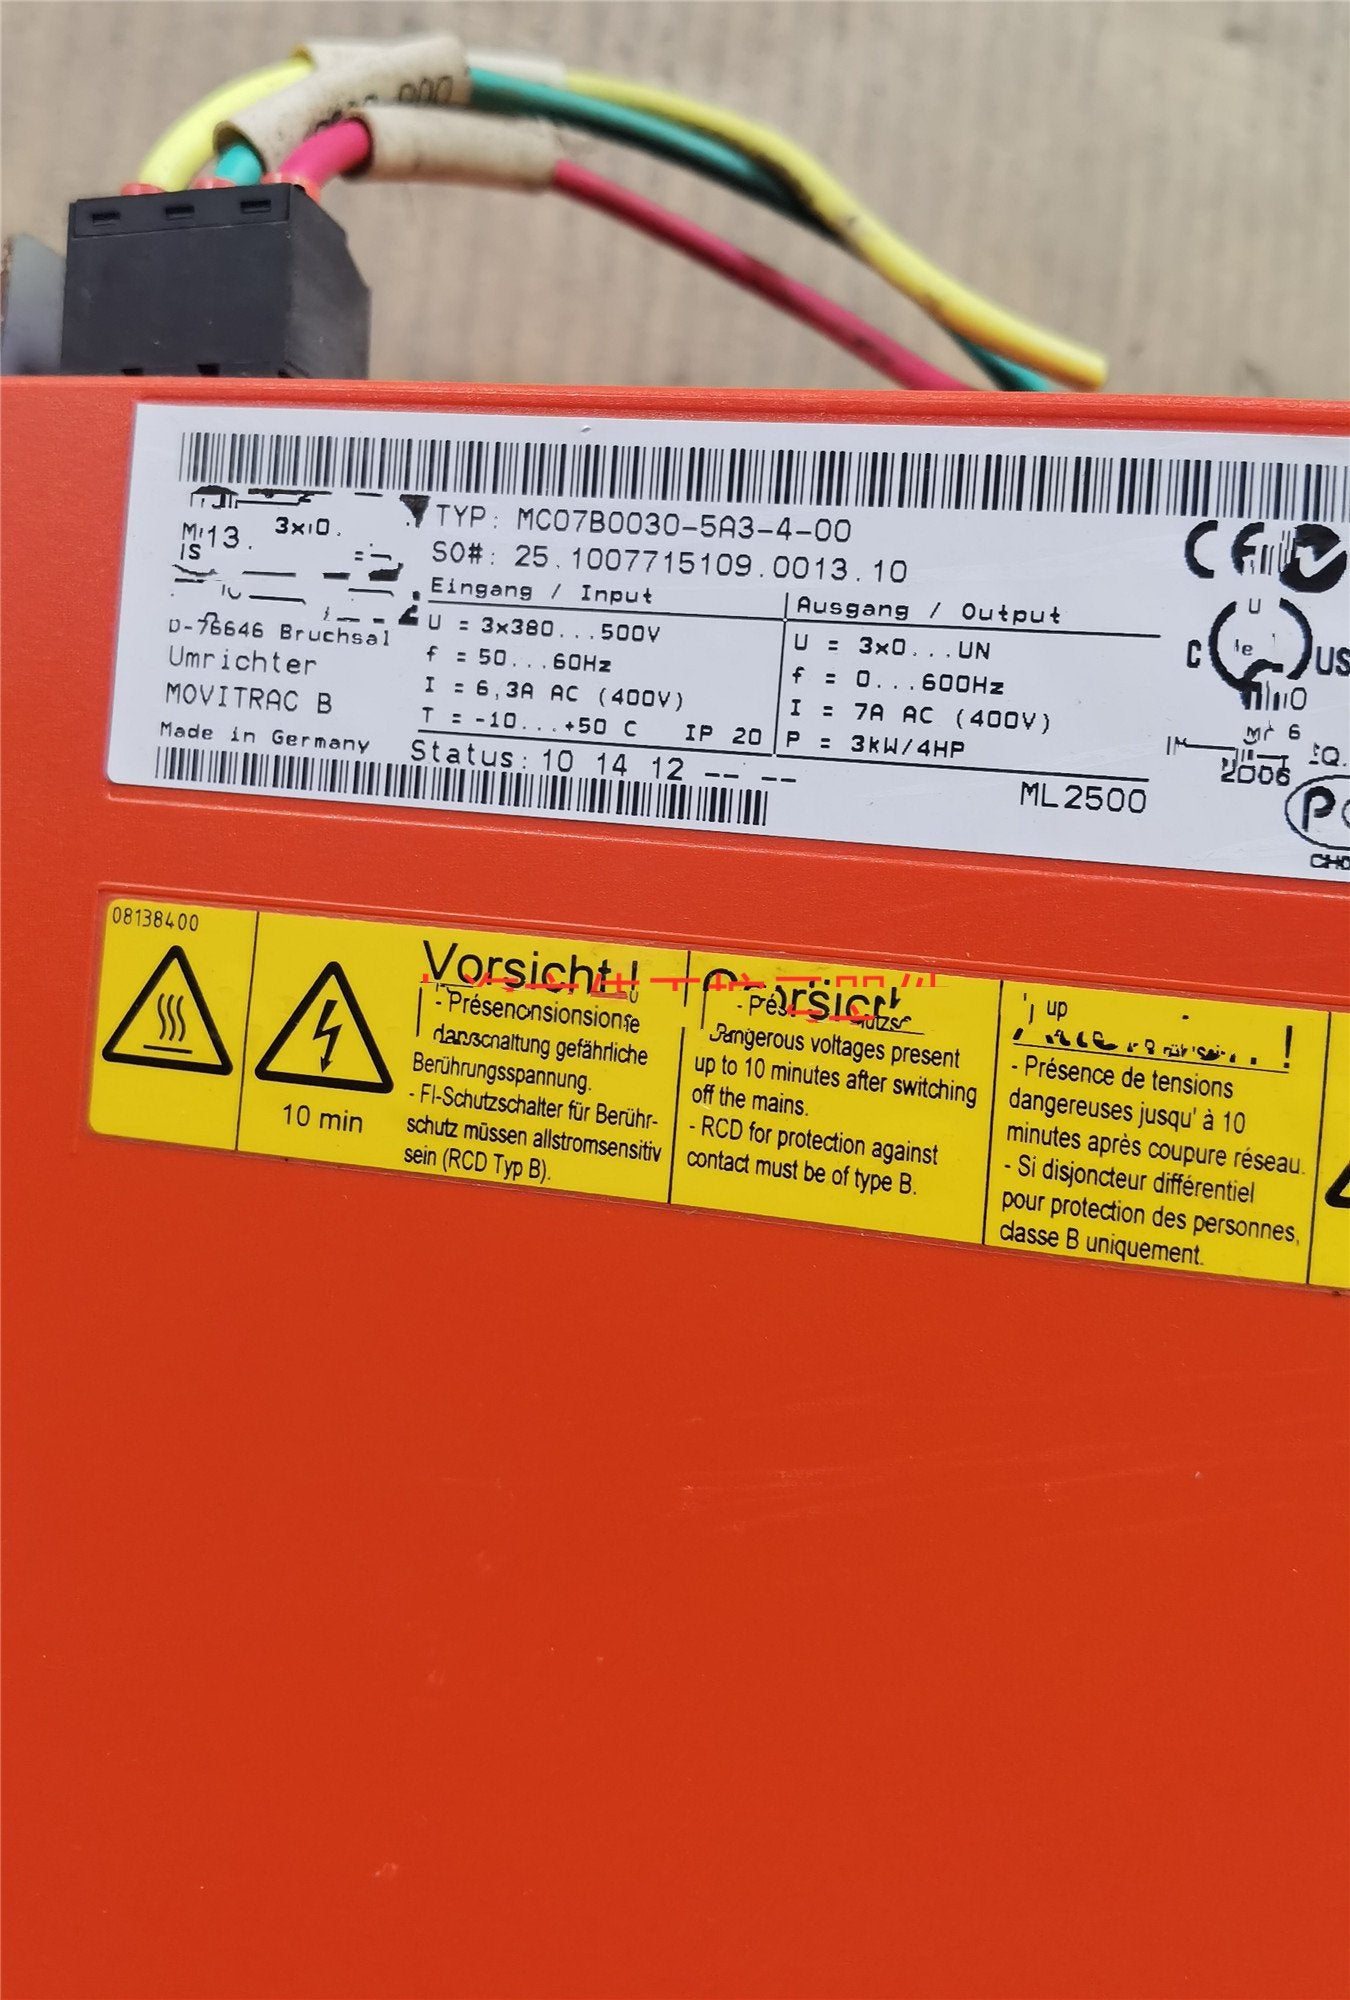 TYP: MC07B0030-5A3-4-00
SO#: 25.1007715109.0013.10
D-76646 Bruchsal
Umrichter
MOVITRAC B
Made in Germany
Eingang / Input
U = 3x380...500V
f = 50...60Hz
I = 6,3A AC (400V)
T = -10...+50 C IP 20
Ausgang / Output
U = 3x0...UN
f = 0...600Hz
I = 7A AC (400V)
P = 3kW/4HP
Status: 10 14 12 -- --
ML2500
CE
C US
08138400
10 min
Vorsicht !
gefährliche
Berührungsspannung.
- FI-Schutzschalter für Berühr-
schutz müssen allstromsensitiv
sein (RCD Typ B).
Dangerous voltages present
up to 10 minutes after switching
off the mains.
- RCD for protection against
contact must be of type B.
- Présence de tensions
dangereuses jusqu' à 10
minutes après coupure réseau.
- Si disjoncteur différentiel
pour protection des personnes,
classe B uniquement.